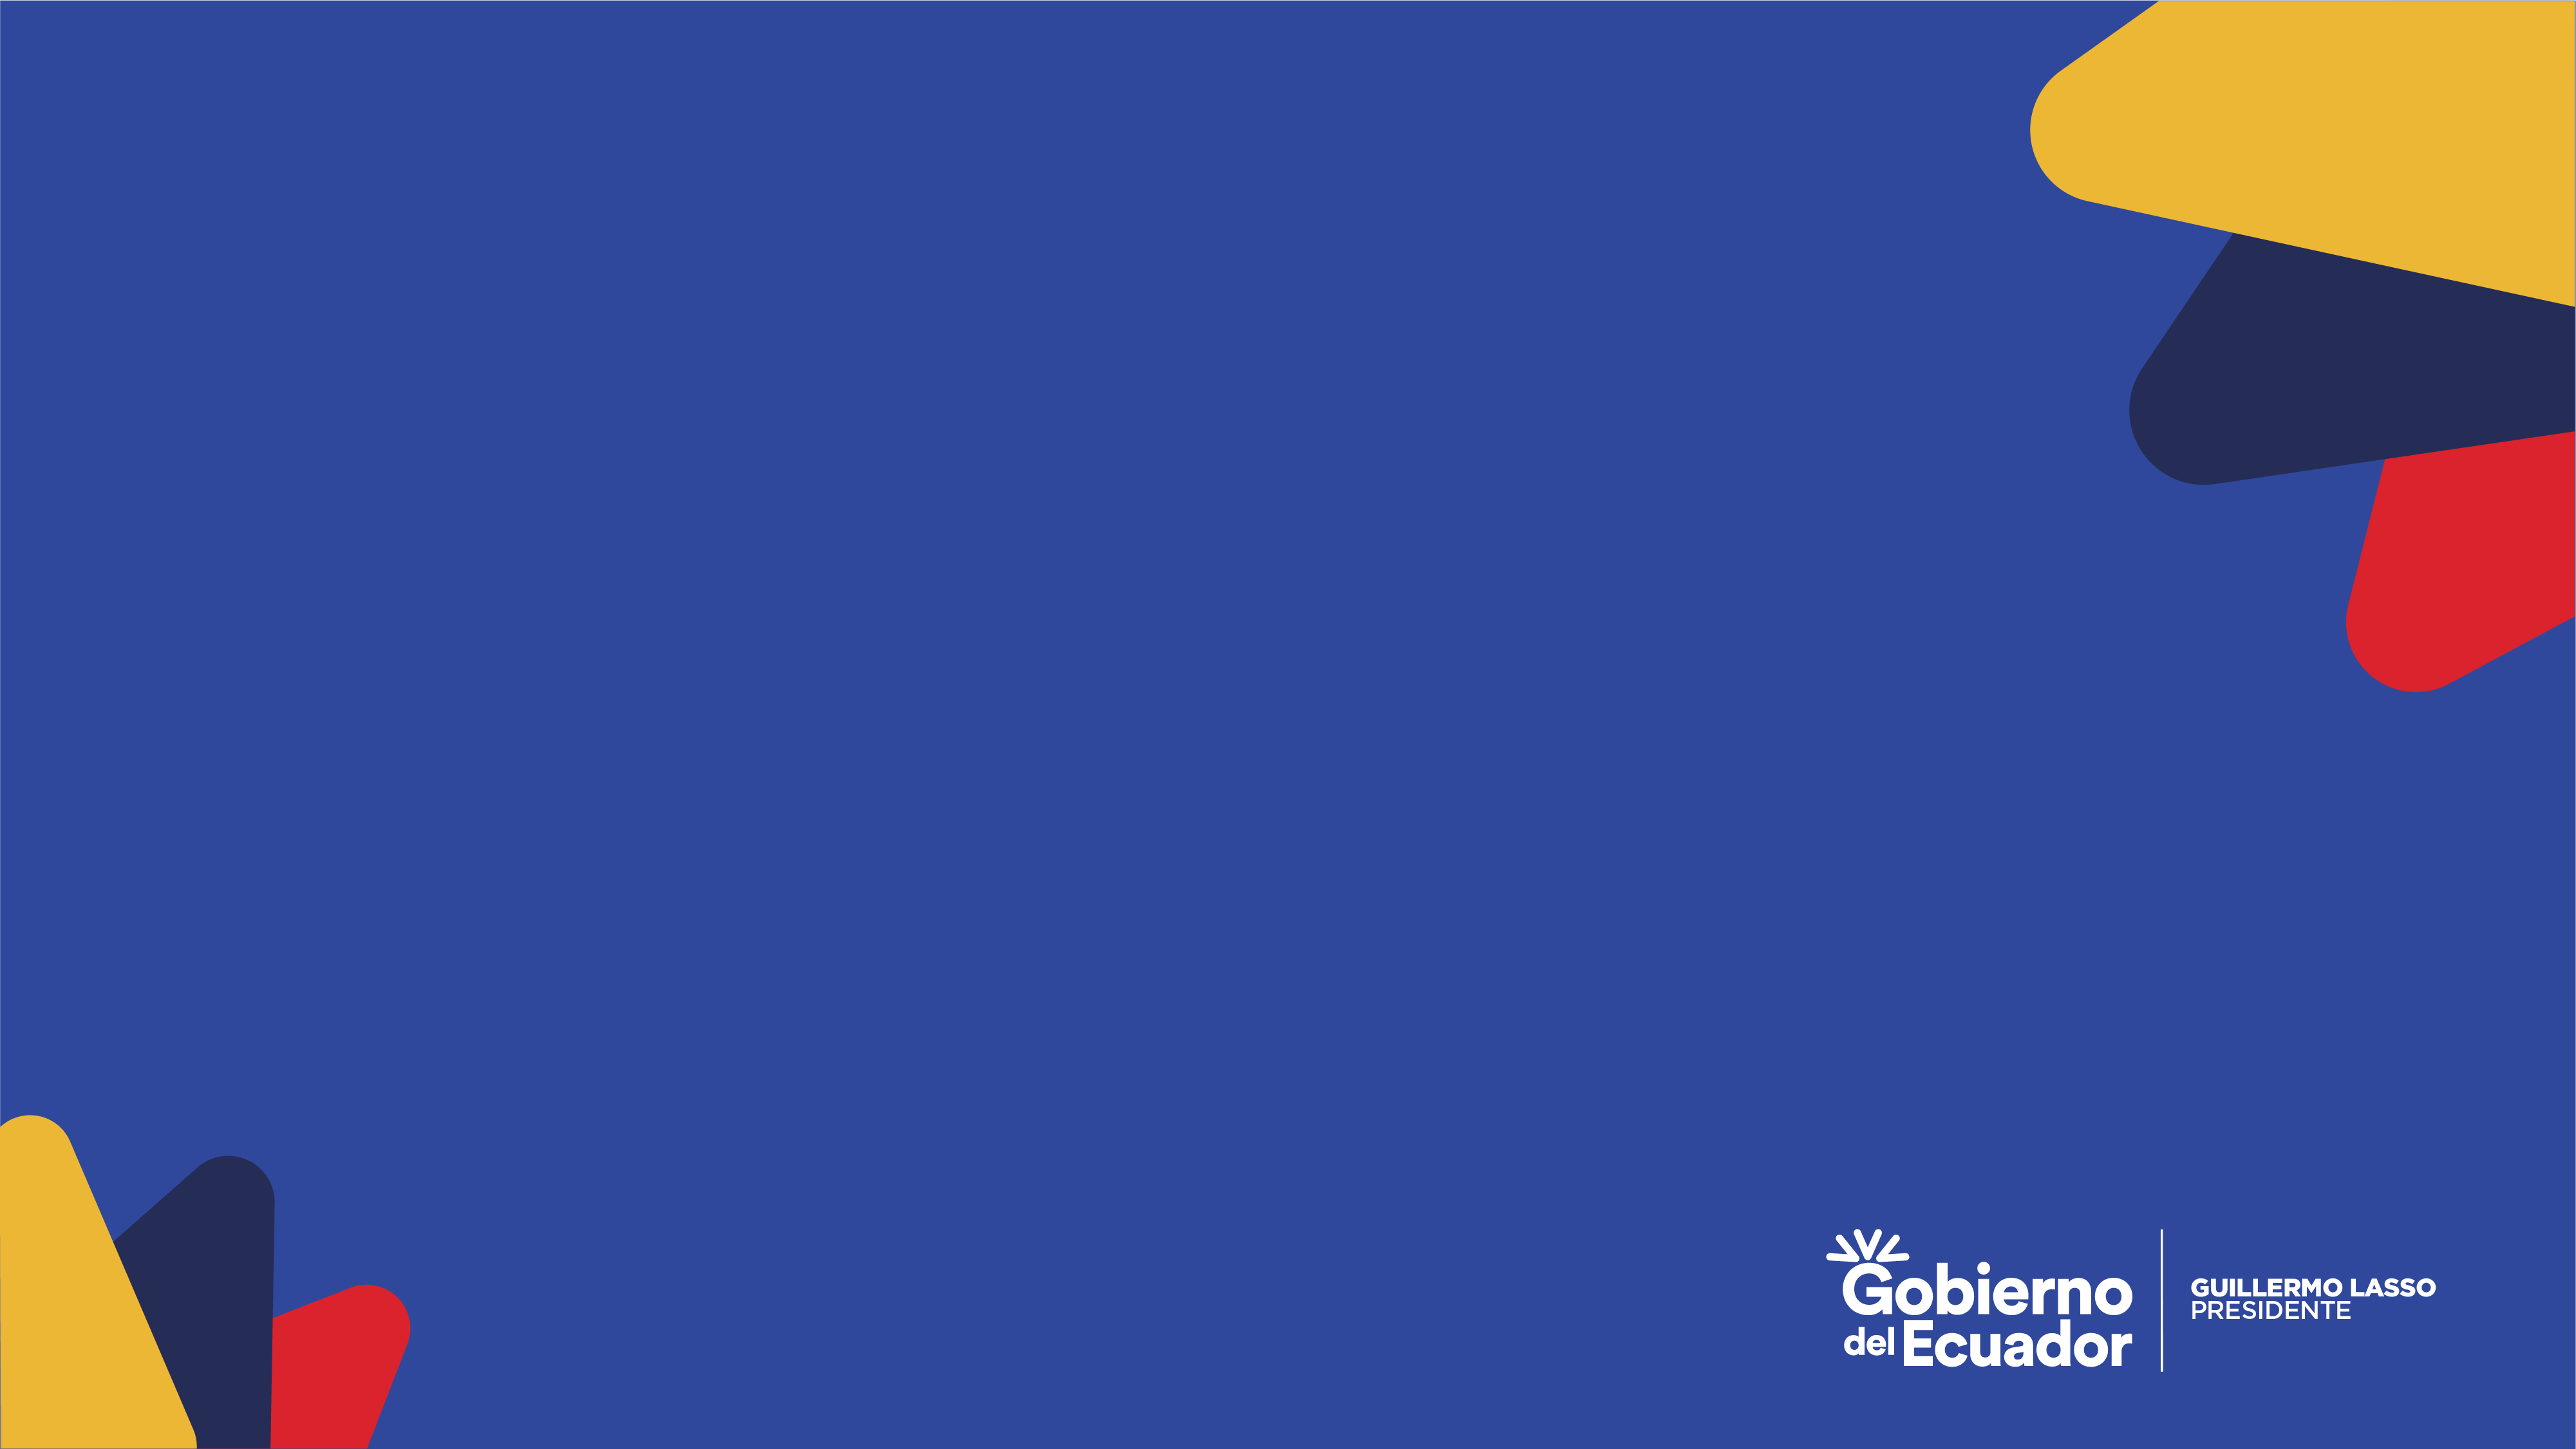 Gobierno
del Ecuador
GUILLERMO LASSO
PRESIDENTE